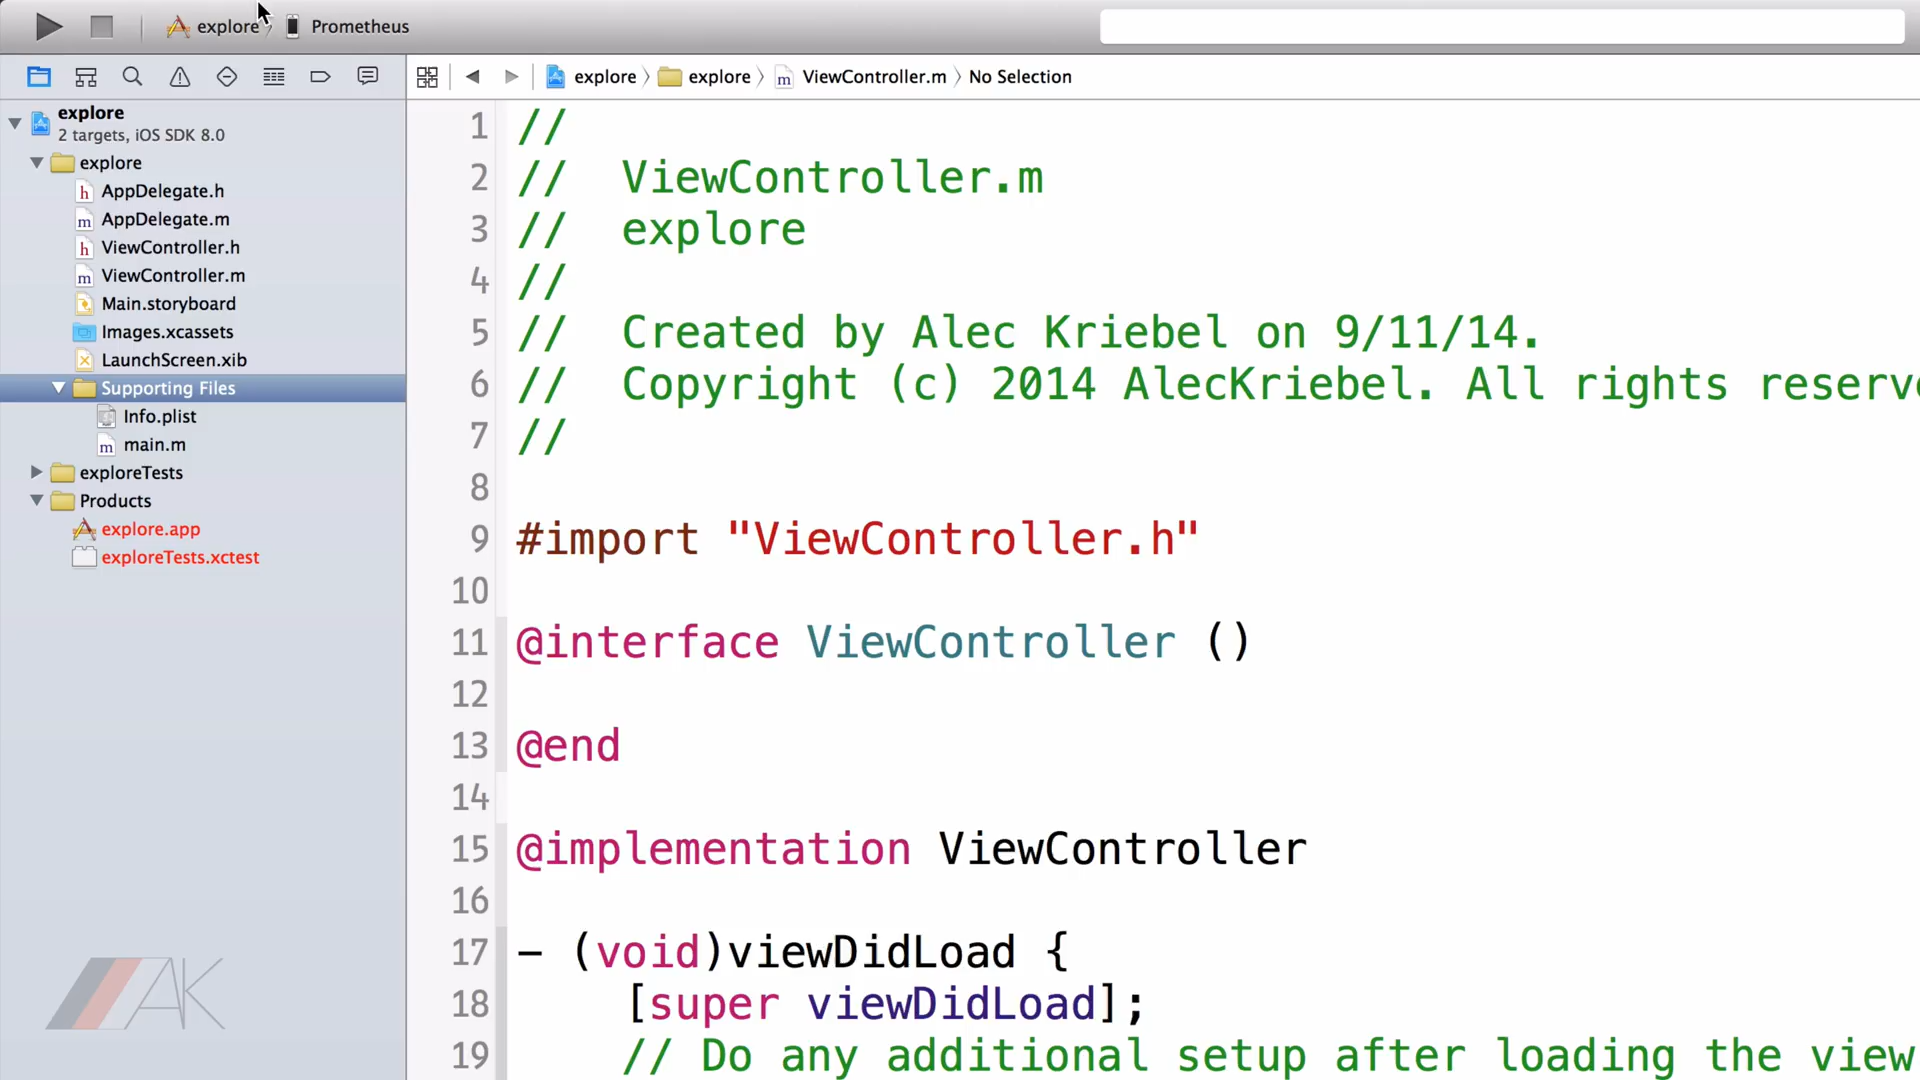 explore 〉 Prometheus
explore 〉 explore 〉 ViewController.m 〉 No Selection
explore
2 targets, iOS SDK 8.0
explore
h AppDelegate.h
m AppDelegate.m
h ViewController.h
m ViewController.m
Main.storyboard
Images.xcassets
LaunchScreen.xib
Supporting Files
Info.plist
m main.m
exploreTests
Products
explore.app
exploreTests.xctest
AK
1 //
2 //  ViewController.m
3 //  explore
4 //
5 //  Created by Alec Kriebel on 9/11/14.
6 //  Copyright (c) 2014 AlecKriebel. All rights reserve
7 //
8
9 #import "ViewController.h"
10
11 @interface ViewController ()
12
13 @end
14
15 @implementation ViewController
16
17 - (void)viewDidLoad {
18     [super viewDidLoad];
19     // Do any additional setup after loading the view